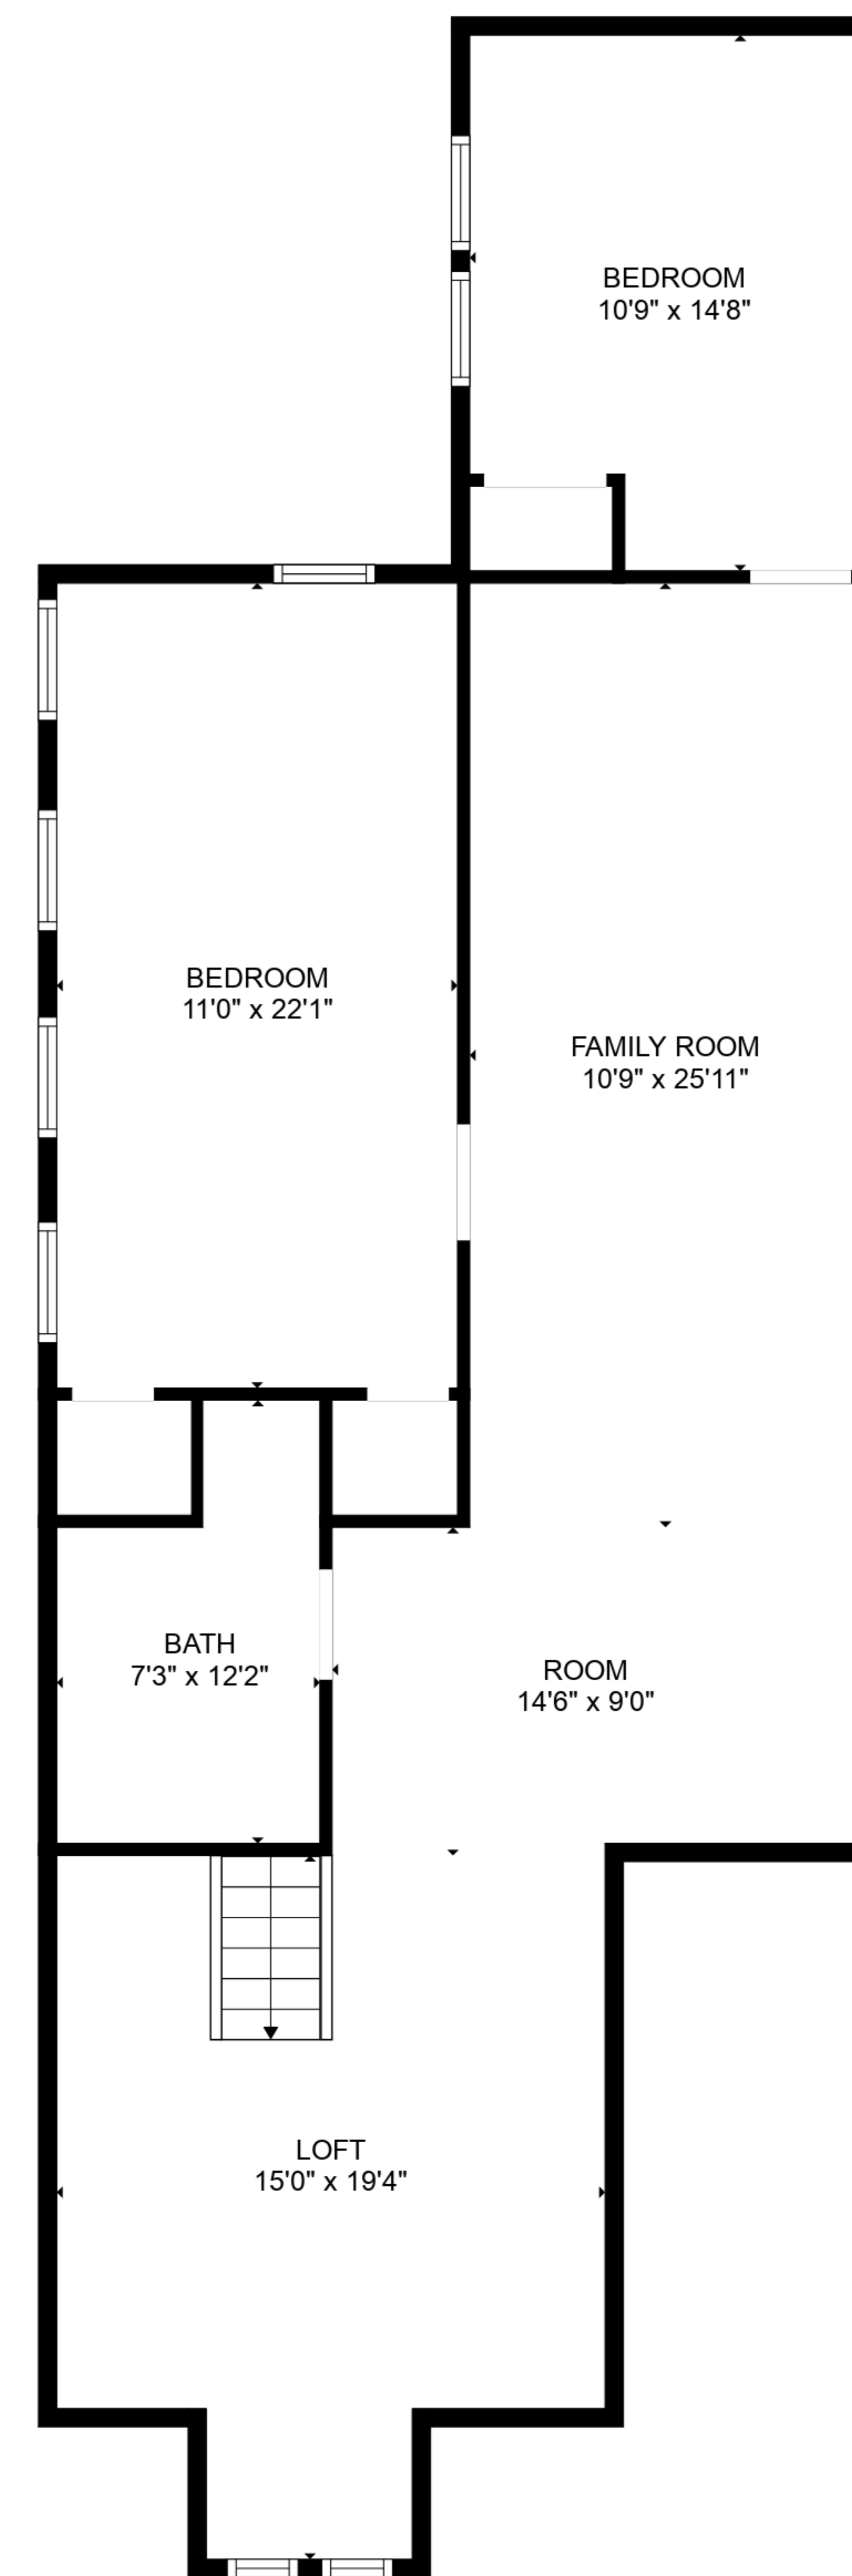 BEDROOM
10'9" x 14'8"
BEDROOM
11'0" x 22'1"
FAMILY ROOM
10'9" x 25'11"
BATH
7'3" x 12'2"
ROOM
14'6" x 9'0"
LOFT
15'0" x 19'4"